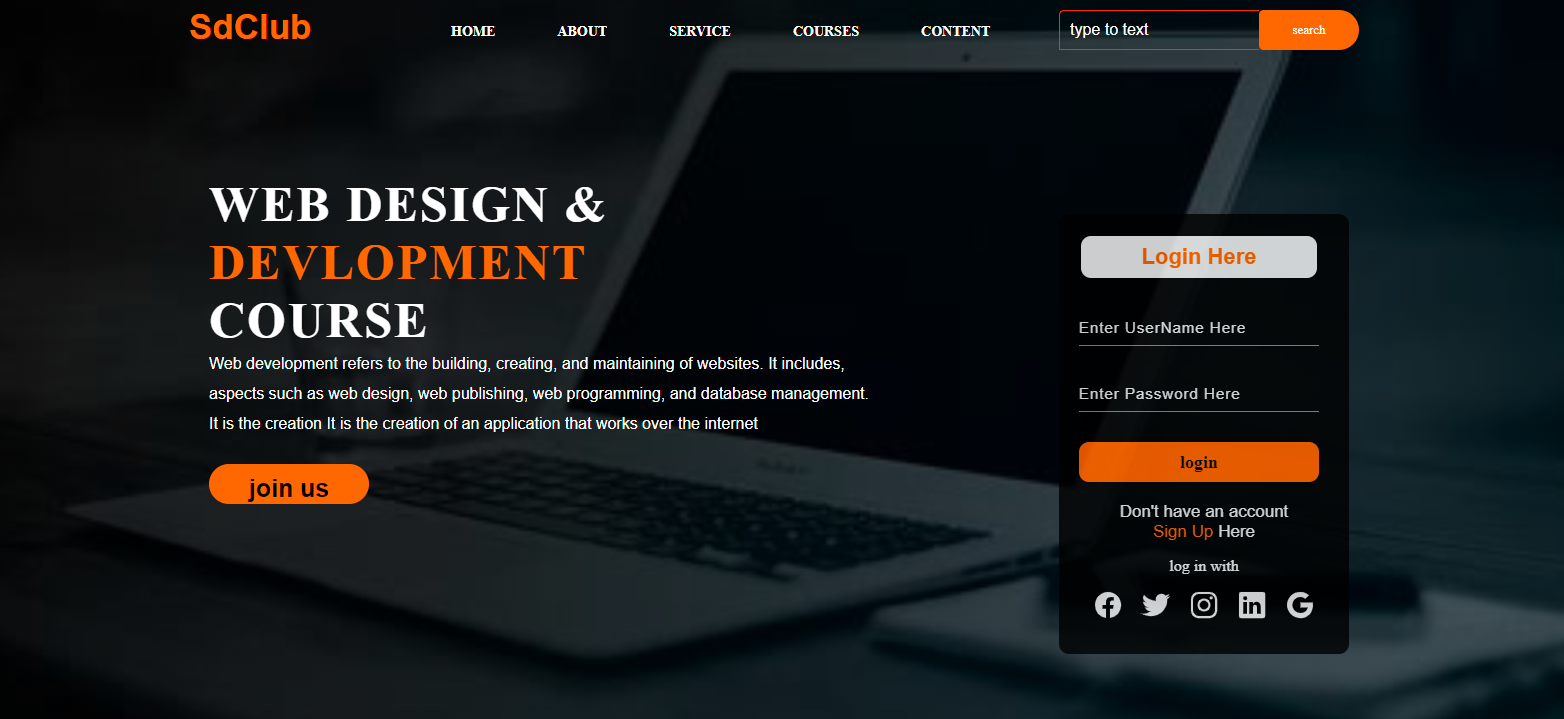 SdClub
HOME ABOUT SERVICE COURSES CONTENT
type to text search
WEB DESIGN &
DEVLOPMENT
COURSE
Web development refers to the building, creating, and maintaining of websites. It includes,
aspects such as web design, web publishing, web programming, and database management.
It is the creation It is the creation of an application that works over the internet
join us
Login Here
Enter UserName Here
Enter Password Here
login
Don't have an account
Sign Up Here
log in with